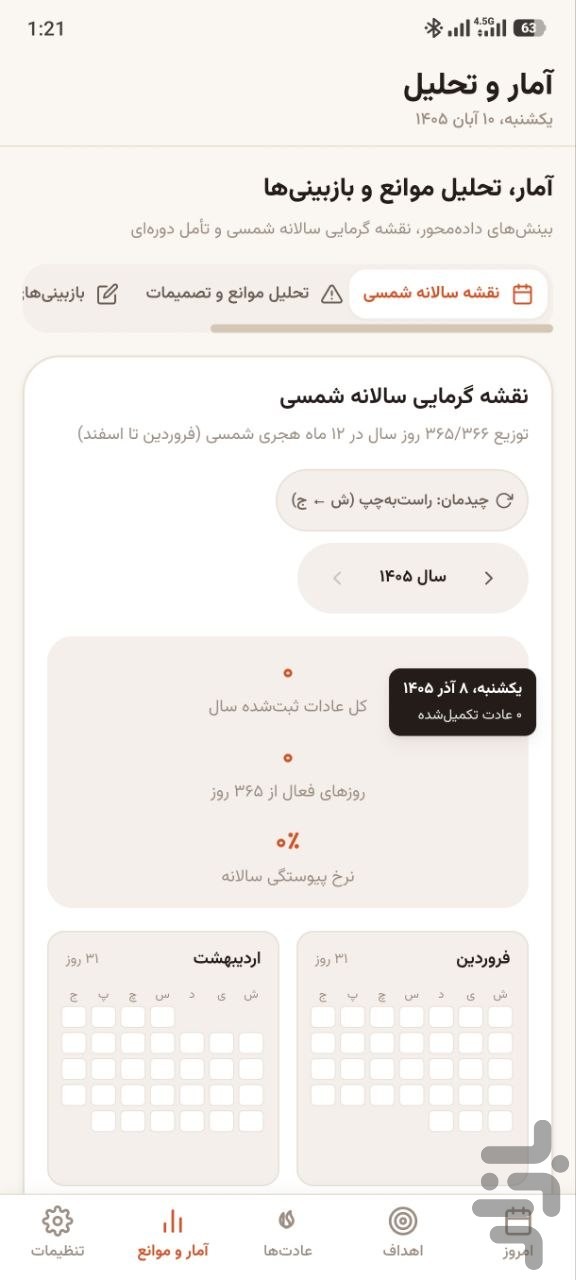 1:21
4.5G
63
آمار و تحلیل
یکشنبه، ۱۰ آبان ۱۴۰۵
آمار، تحلیل موانع و بازبینی‌ها
بینش‌های داده‌محور، نقشه گرمایی سالانه شمسی و تأمل دوره‌ای
نقشه سالانه شمسی
تحلیل موانع و تصمیمات
بازبینی‌ها
نقشه گرمایی سالانه شمسی
توزیع ۳۶۵/۳۶۶ روز سال در ۱۲ ماه هجری شمسی (فروردین تا اسفند)
چیدمان: راست‌به‌چپ (ش ← ج)
سال ۱۴۰۵
۰
کل عادات ثبت‌شده سال
یکشنبه، ۸ آذر ۱۴۰۵
۰ عادت تکمیل‌شده
۰
روزهای فعال از ۳۶۵ روز
۰٪
نرخ پیوستگی سالانه
فروردین ۳۱ روز
ش ی د س چ پ ج
اردیبهشت ۳۱ روز
ش ی د س چ پ ج
امروز
اهداف
عادت‌ها
آمار و موانع
تنظیمات